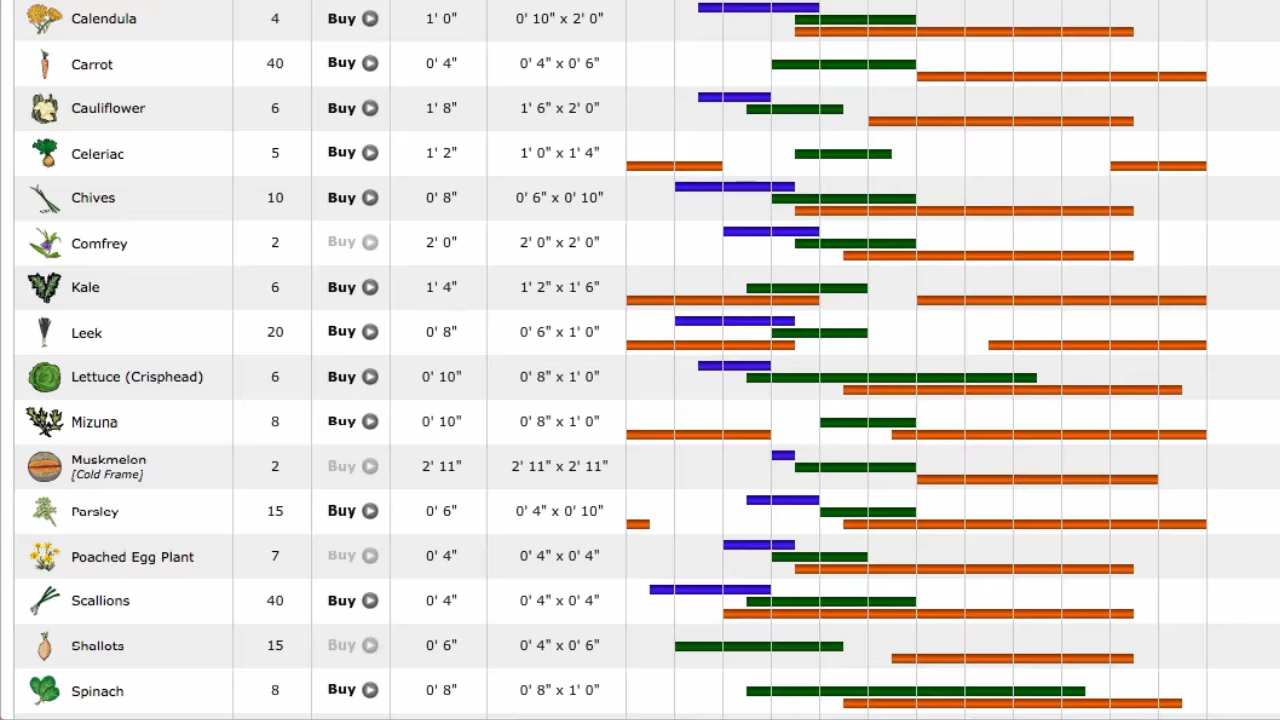 Calendula 4 Buy 1' 0" 0' 10" x 2' 0"
Carrot 40 Buy 0' 4" 0' 4" x 0' 6"
Cauliflower 6 Buy 1' 8" 1' 6" x 2' 0"
Celeriac 5 Buy 1' 2" 1' 0" x 1' 4"
ves 10 Buy 0' 8" 0' 6" x 0' 10"
Comfrey 2 Buy 2' 0" 2' 0" x 2' 0"
Kale 6 Buy 1' 4" 1' 2" x 1' 6"
k 20 Buy 0' 8" 0' 6" x 1' 0"
ettuce (Crisphead) 6 Buy 0' 10" 0' 8" x 1' 0"
Mizuna 8 Buy 0' 10" 0' 8" x 1' 0"
skmelon 2 Buy 2' 11" 2' 11" x 2' 11"
[Cd Frame]
Parsley 15 Buy 0' 6" 0' 4" x 0' 10"
ched Egg Plant 7 Buy 0' 4" 0' 4" x 0' 4"
callions 40 Buy 0' 4" 0' 4" x 0' 4"
Shallots 15 Buy 0' 6" 0' 4" x 0' 6"
Spinach 8 Buy 0' 8" 0' 8" x 1' 0"